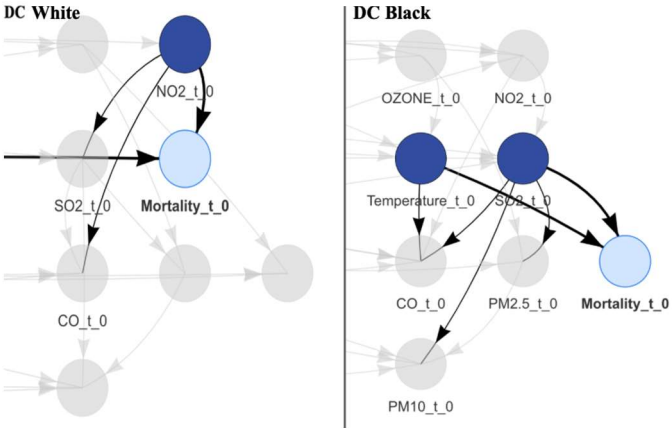 DC White
NO2_t_0
SO2_t_0
Mortality_t_0
CO_t_0
DC Black
OZONE_t_0
NO2_t_0
Temperature_t_0
SO2_t_0
CO_t_0
PM2.5_t_0
Mortality_t_0
PM10_t_0